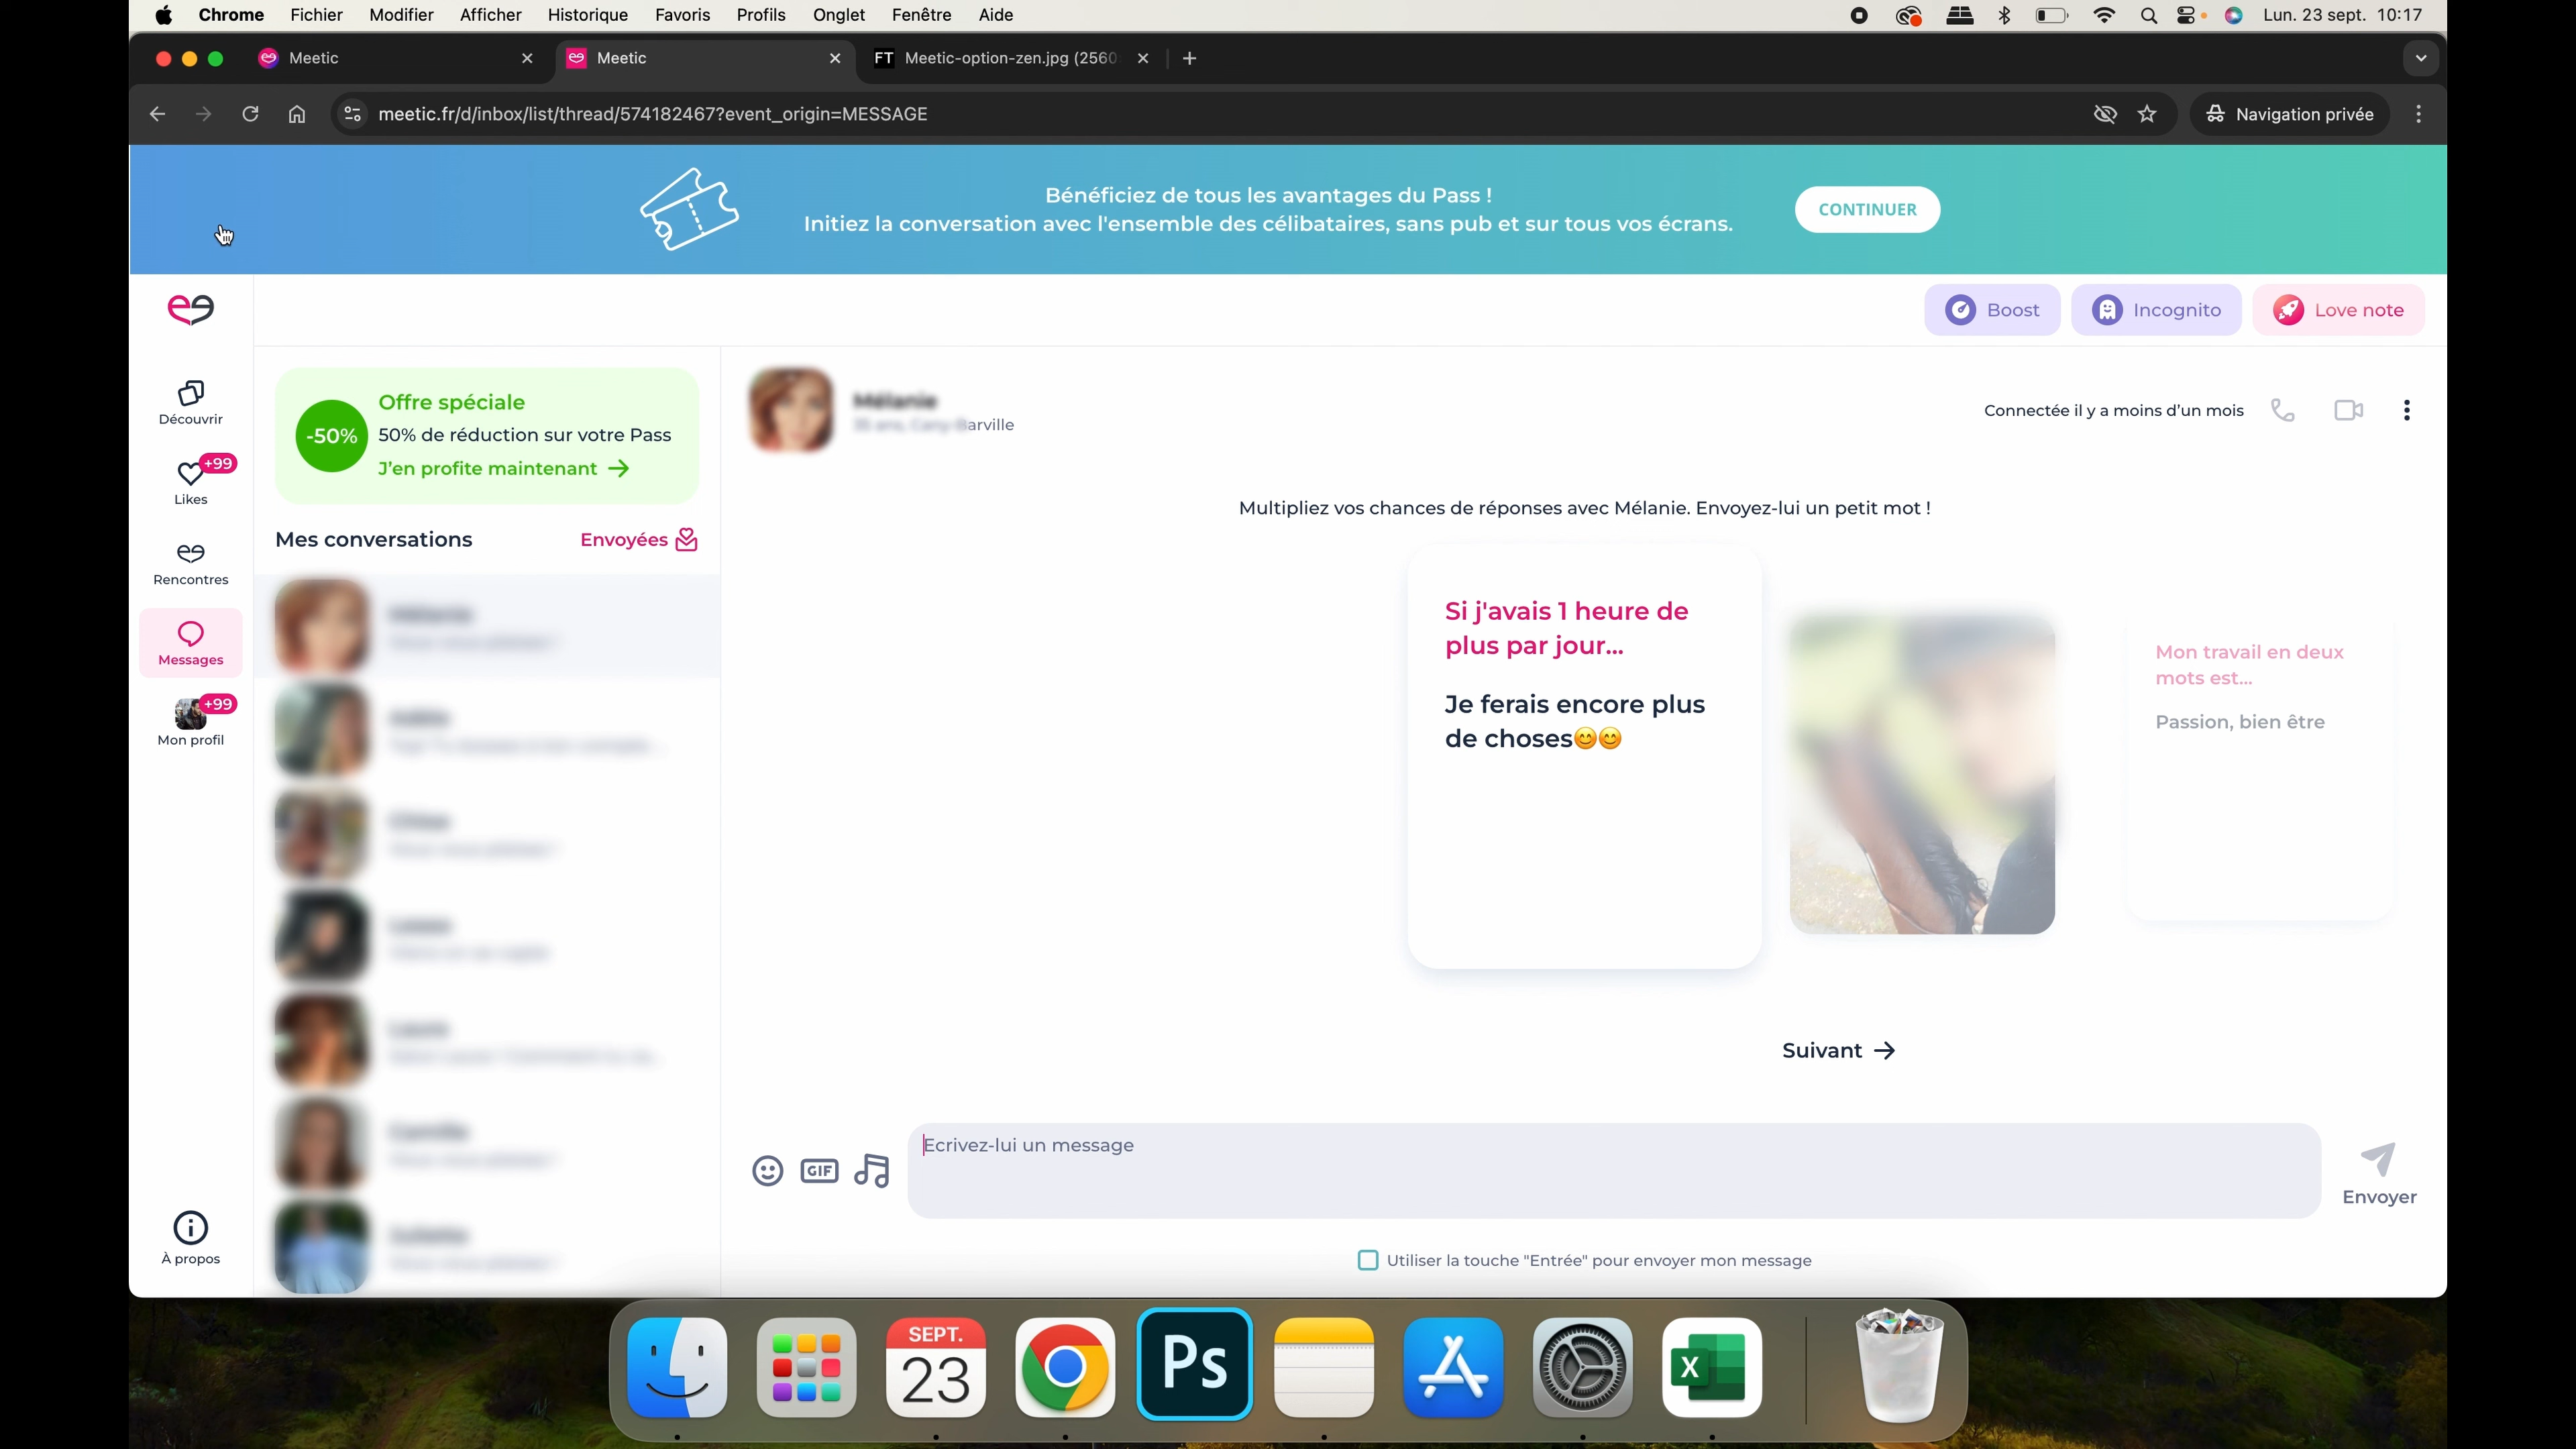 Chrome Fichier Modifier Afficher Historique Favoris Profils Onglet Fenêtre Aide
Lun. 23 sept. 10:17
Meetic
Meetic
FT Meetic-option-zen.jpg (2560
meetic.fr/d/inbox/list/thread/574182467?event_origin=MESSAGE
Navigation privée
Bénéficiez de tous les avantages du Pass !
Initiez la conversation avec l'ensemble des célibataires, sans pub et sur tous vos écrans.
CONTINUER
Boost
Incognito
Love note
Découvrir
+99
Likes
Rencontres
Messages
+99
Mon profil
À propos
-50%
Offre spéciale
50% de réduction sur votre Pass
J'en profite maintenant
Mes conversations
Envoyées
Mélanie
arville
Connectée il y a moins d'un mois
Multipliez vos chances de réponses avec Mélanie. Envoyez-lui un petit mot !
Si j'avais 1 heure de
plus par jour...
Je ferais encore plus
de choses😊😊
Mon travail en deux
mots est...
Passion, bien être
Suivant
GIF
Ecrivez-lui un message
Envoyer
Utiliser la touche "Entrée" pour envoyer mon message
SEPT.
23
Ps
X